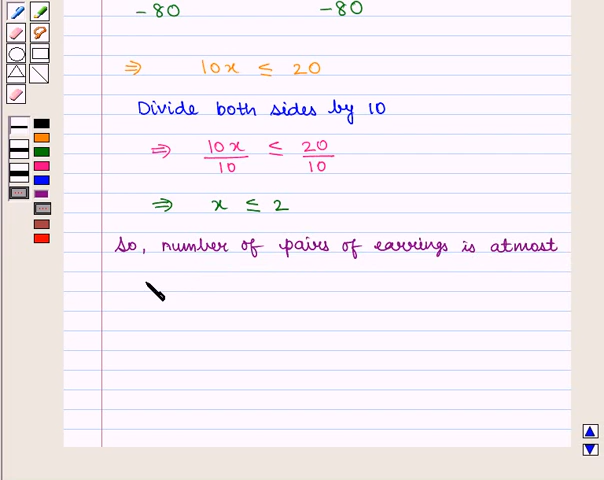 -80 -80
⇒ 10x ≤ 20
Divide both sides by 10
⇒ 10x/10 ≤ 20/10
⇒ x ≤ 2
So, number of pairs of earrings is atmost